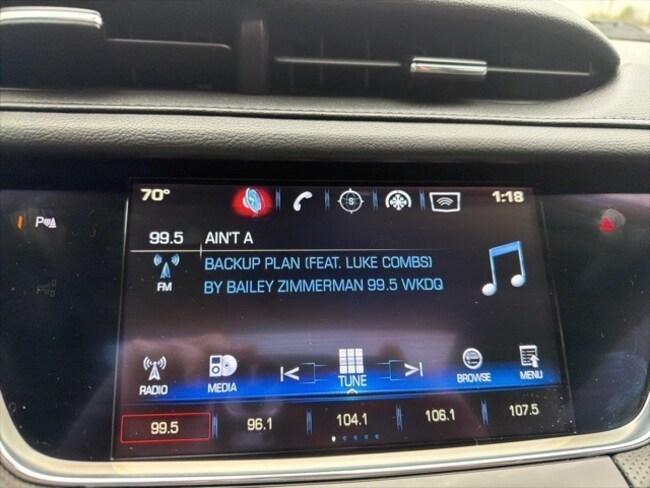 70° S 1:18
P
99.5 AIN'T A
FM BACKUP PLAN (FEAT. LUKE COMBS)
BY BAILEY ZIMMERMAN 99.5 WKDQ
RADIO MEDIA TUNE BROWSE MENU
99.5 96.1 104.1 106.1 107.5